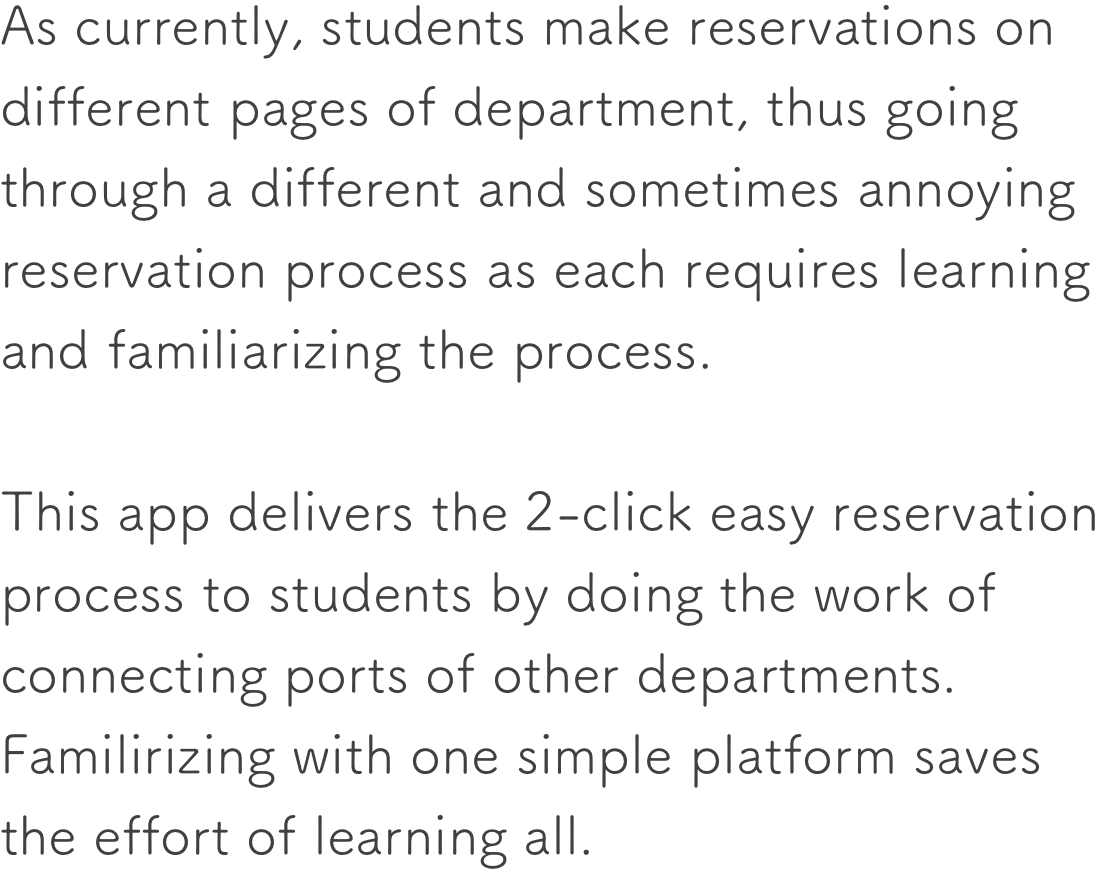 As currently, students make reservations on
different pages of department, thus going
through a different and sometimes annoying
reservation process as each requires learning
and familiarizing the process.
This app delivers the 2-click easy reservation
process to students by doing the work of
connecting ports of other departments.
Familirizing with one simple platform saves
the effort of learning all.